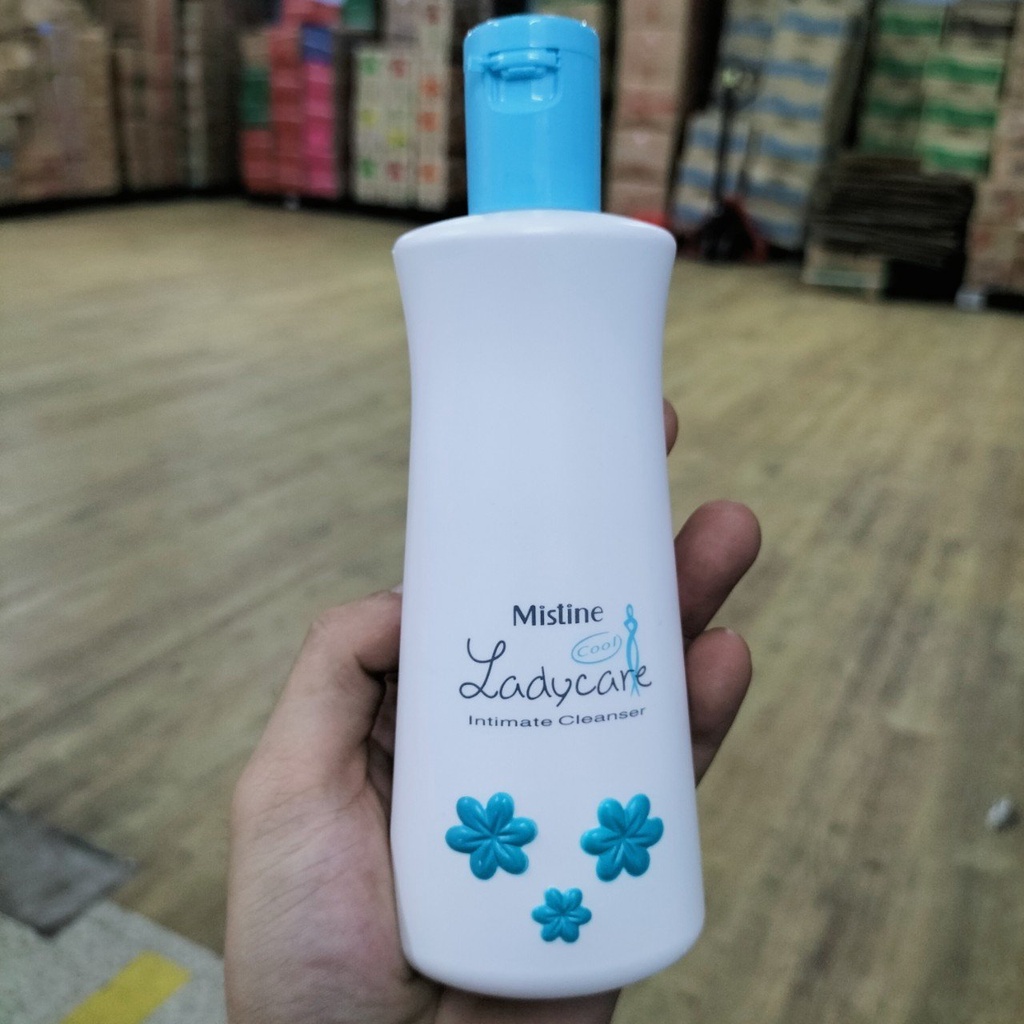 Mistine
Cool
Ladycare
Intimate Cleanser